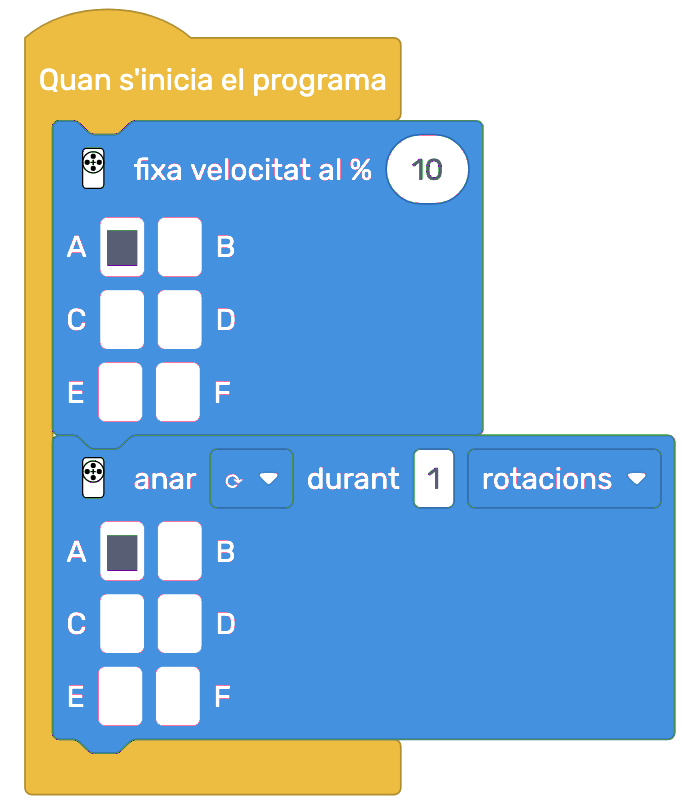 Quan s'inicia el programa
fixa velocitat al % 10
A B
C D
E F
anar ⟳ durant 1 rotacions
A B
C D
E F